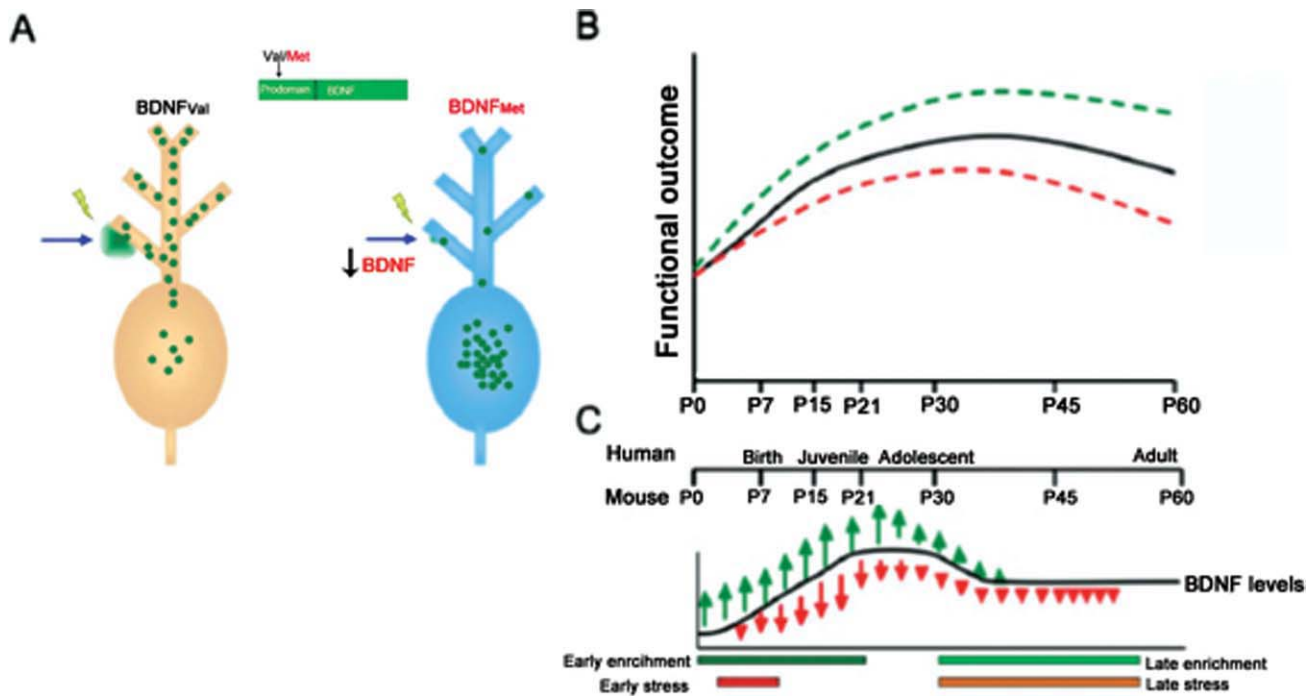 A
Val/Met
Prodomain BDNF
BDNFVal
BDNFMet
BDNF
B
Functional outcome
P0 P7 P15 P21 P30 P45 P60
C
Human Birth Juvenile Adolescent Adult
Mouse P0 P7 P15 P21 P30 P45 P60
BDNF levels
Early enrcihment Late enrichment
Early stress Late stress